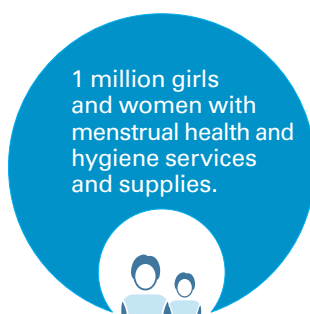 1 million girls
and women with
menstrual health and
hygiene services
and supplies.